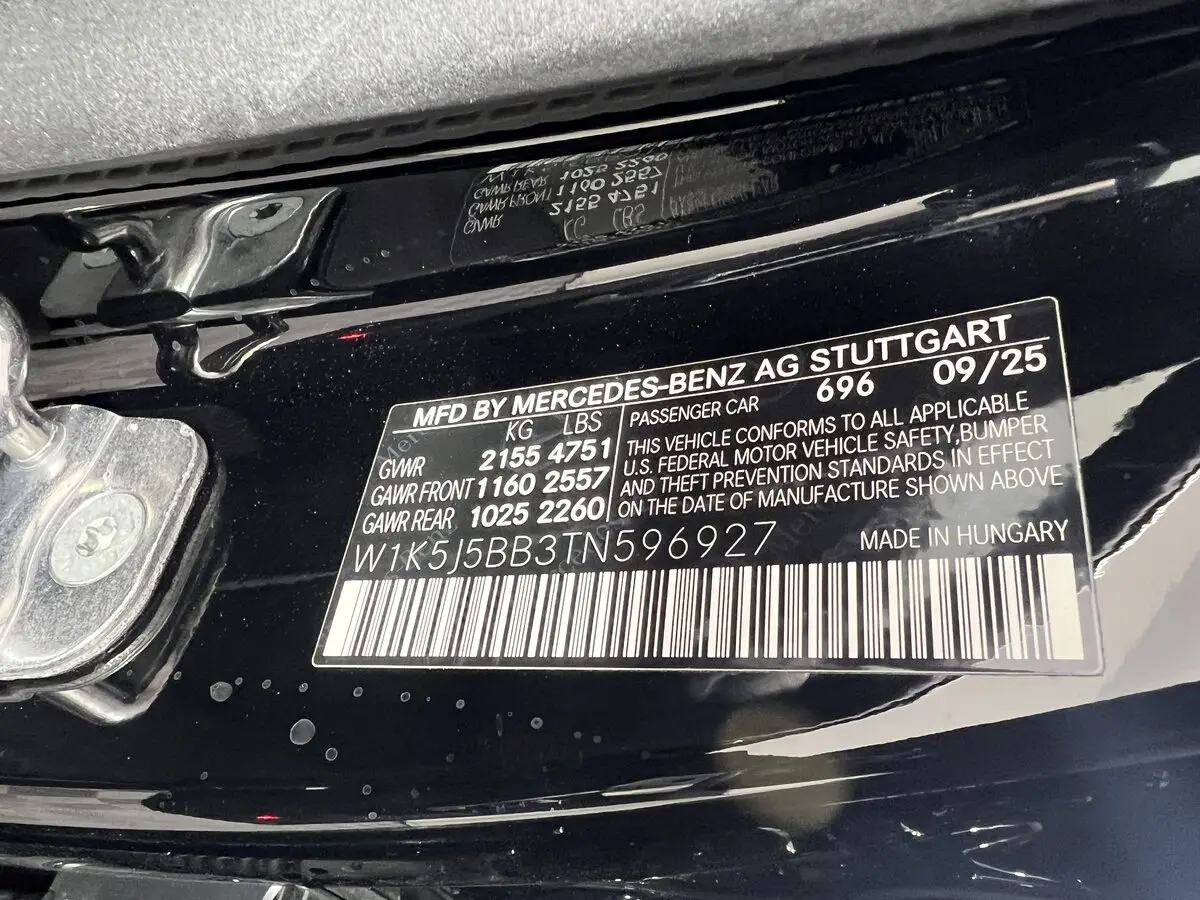 MFD BY MERCEDES-BENZ AG STUTTGART
KG LBS
GVWR 2155 4751
GAWR FRONT 1160 2557
GAWR REAR 1025 2260
PASSENGER CAR 696 09/25
THIS VEHICLE CONFORMS TO ALL APPLICABLE
U.S. FEDERAL MOTOR VEHICLE SAFETY,BUMPER
AND THEFT PREVENTION STANDARDS IN EFFECT
ON THE DATE OF MANUFACTURE SHOWN ABOVE
W1K5J5BB3TN596927 MADE IN HUNGARY